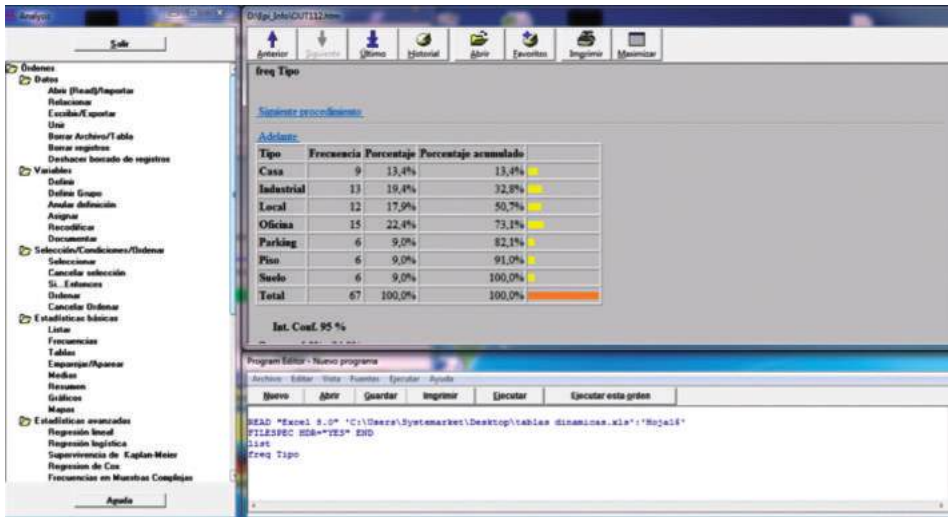 Analysis
Salir
Órdenes
Datos
Abrir (Read)/Importar
Relacionar
Escribir/Exportar
Unir
Borrar Archivo/Tabla
Borrar registros
Deshacer borrado de registros
Variables
Definir
Definir Grupo
Anular definición
Asignar
Recodificar
Documentar
Selección/Condiciones/Ordenar
Seleccionar
Cancelar selección
Si...Entonces
Ordenar
Cancelar Ordenar
Estadísticas básicas
Listar
Frecuencias
Tablas
Emparejar/Aparear
Medias
Resumen
Gráficos
Mapas
Estadísticas avanzadas
Regresión lineal
Regresión logística
Supervivencia de Kaplan-Meier
Regresion de Cox
Frecuencias en Muestras Complejas
Ayuda
D:\Epi_Info\OUT112.htm
Anterior Siguiente Último Historial Abrir Favoritos Imprimir Maximizar
freq Tipo
Siguiente procedimiento
Adelante
Tipo Frecuencia Porcentaje Porcentaje acumulado
Casa 9 13,4% 13,4%
Industrial 13 19,4% 32,8%
Local 12 17,9% 50,7%
Oficina 15 22,4% 73,1%
Parking 6 9,0% 82,1%
Piso 6 9,0% 91,0%
Suelo 6 9,0% 100,0%
Total 67 100,0% 100,0%
Int. Conf. 95 %
Program Editor - Nuevo programa
Archivo Editar Vista Fuentes Ejecutar Ayuda
Nuevo Abrir Guardar Imprimir Ejecutar Ejecutar esta orden
READ "Excel 8.0" 'C:\Users\Systemarket\Desktop\tablas dinamicas.xls':'Hoja16'
FILESPEC HDR="YES" END
list
freq Tipo